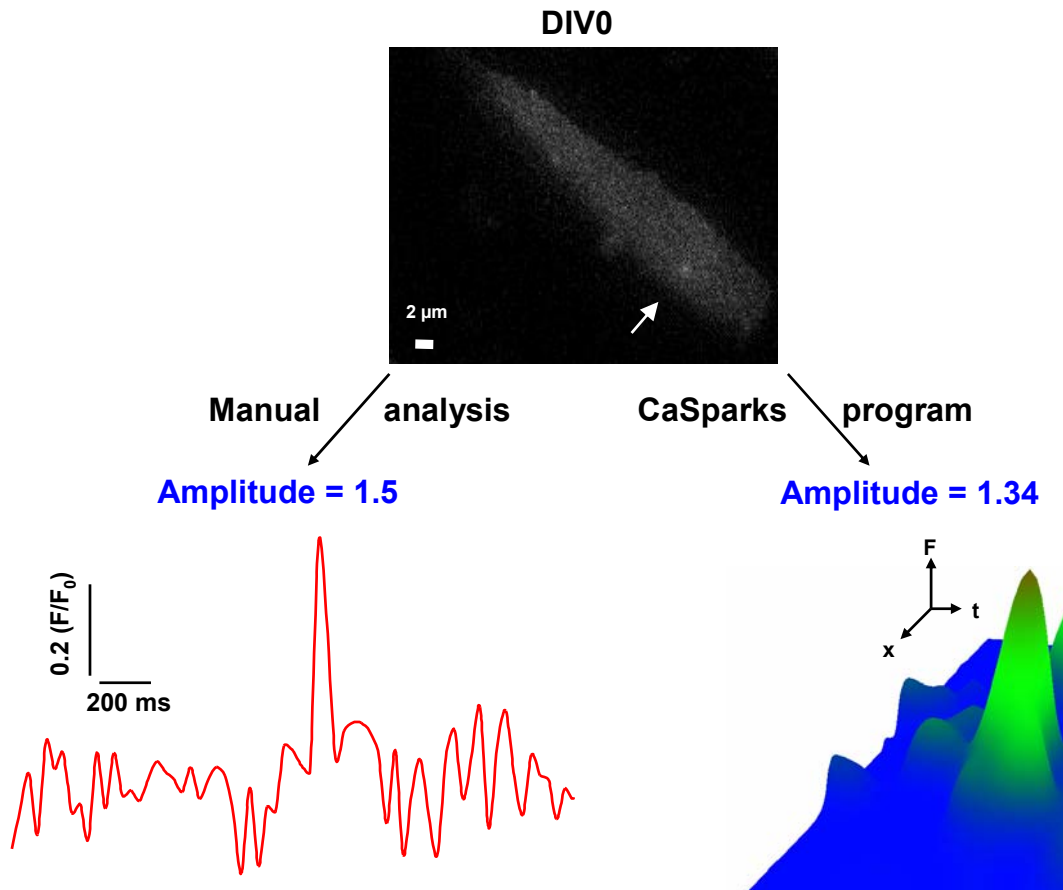 DIV0
2 µm
Manual analysis
CaSparks program
Amplitude = 1.5
Amplitude = 1.34
0.2 (F/F₀)
200 ms
F
t
x